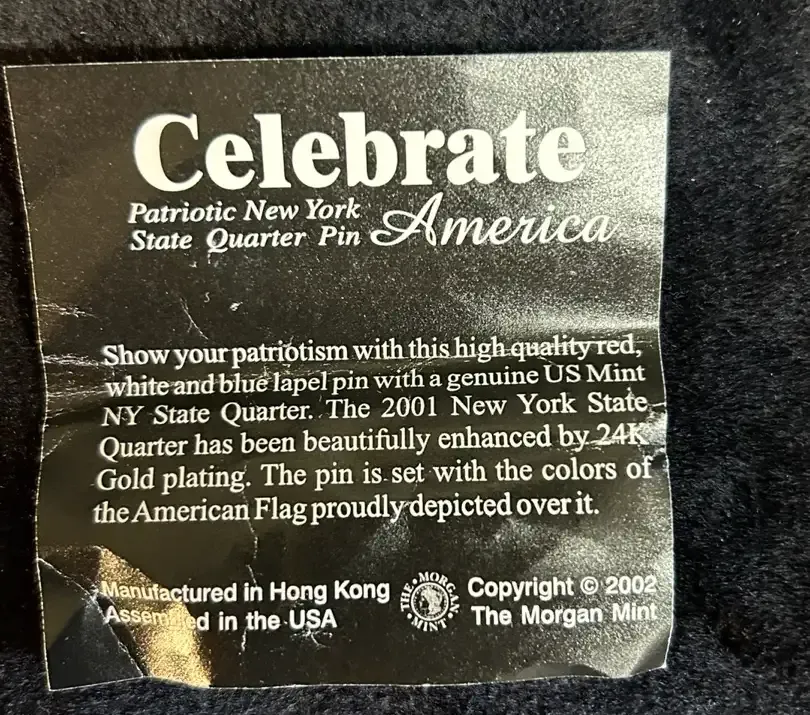 Celebrate
Patriotic New York
State Quarter Pin America
Show your patriotism with this high quality red,
white and blue lapel pin with a genuine US Mint
NY State Quarter. The 2001 New York State
Quarter has been beautifully enhanced by 24K
Gold plating. The pin is set with the colors of
the American Flag proudly depicted over it.
Manufactured in Hong Kong
Assembled in the USA
THE MORGAN MINT
Copyright © 2002
The Morgan Mint